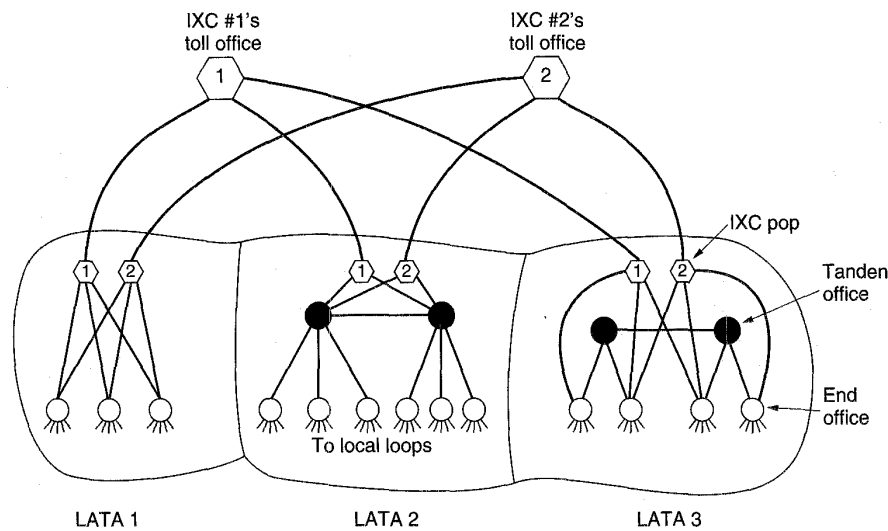 IXC #1's
toll office
IXC #2's
toll office
1
2
IXC pop
1
2
1
2
1
2
Tanden
office
End
office
To local loops
LATA 1
LATA 2
LATA 3